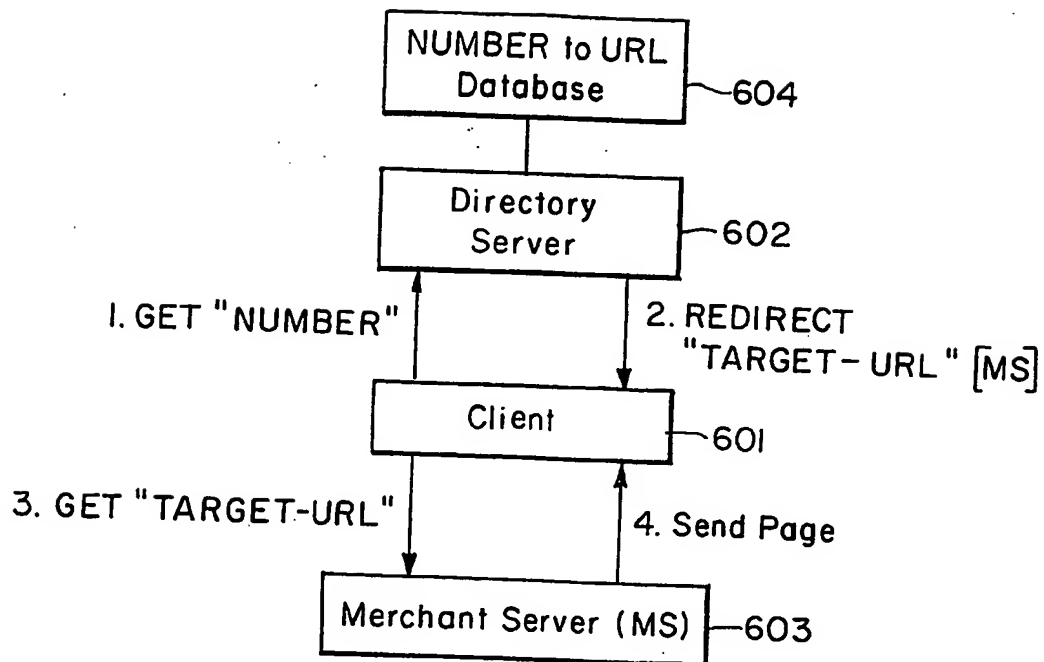 NUMBER to URL
Database
604
Directory
Server
602
1. GET "NUMBER"
2. REDIRECT
"TARGET-URL" [MS]
Client
601
3. GET "TARGET-URL"
4. Send Page
Merchant Server (MS)
603